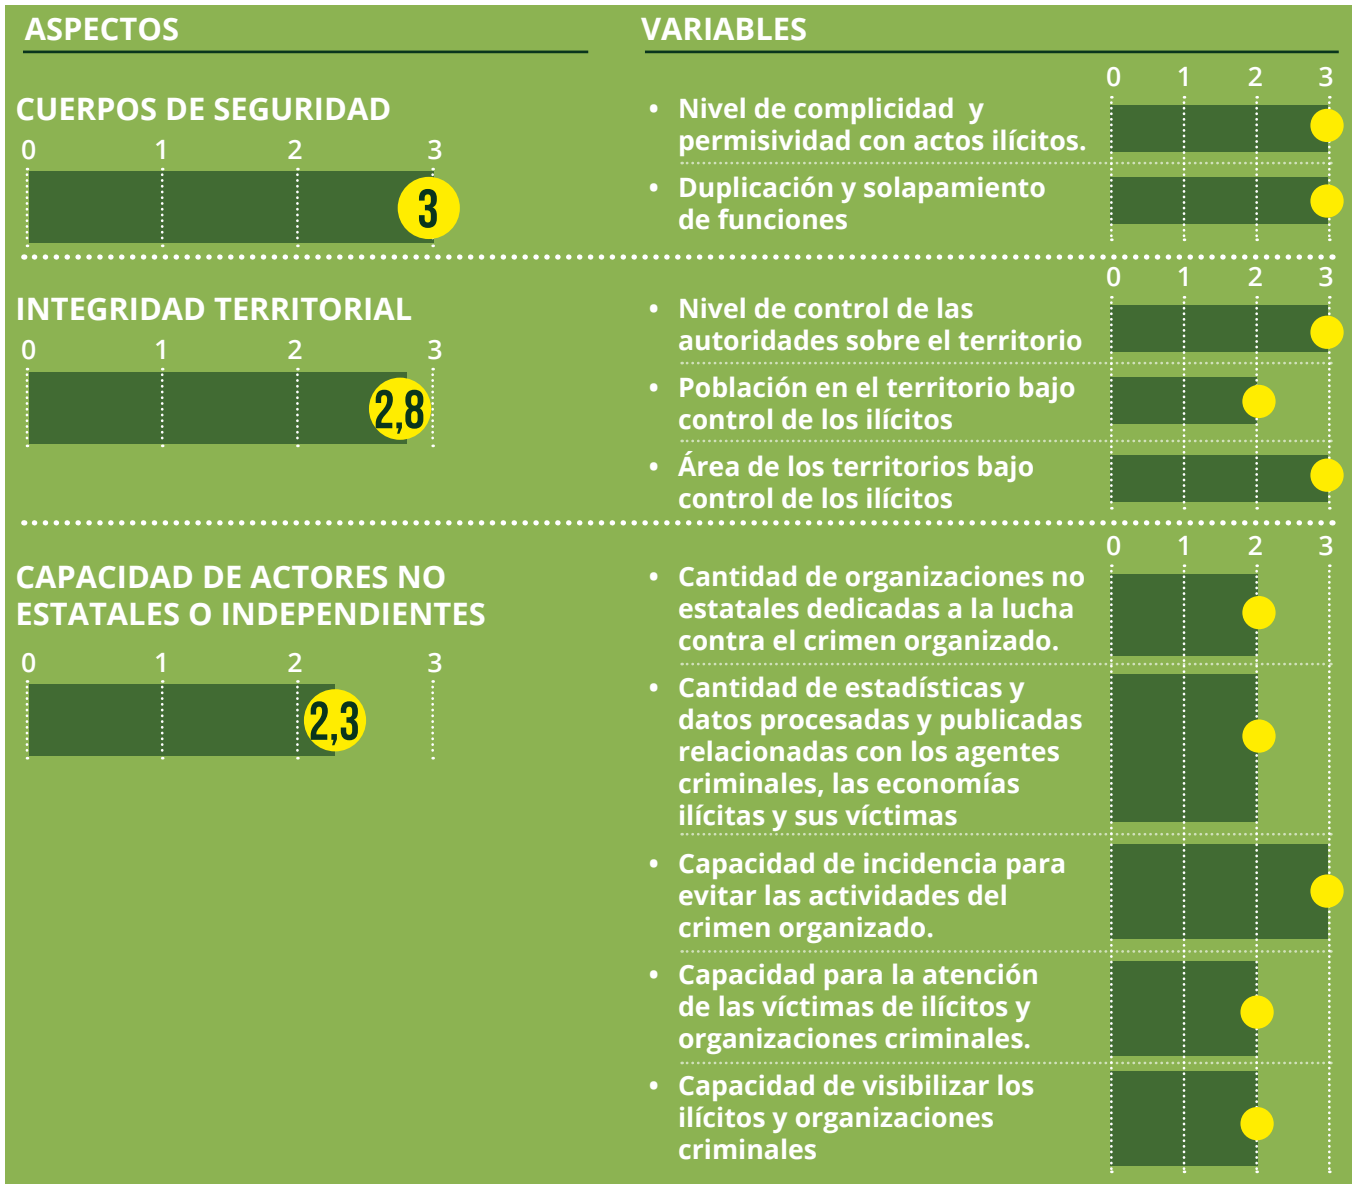 ASPECTOS
VARIABLES
CUERPOS DE SEGURIDAD
0 1 2 3
3
0 1 2 3
• Nivel de complicidad y
permisividad con actos ilícitos.
• Duplicación y solapamiento
de funciones
INTEGRIDAD TERRITORIAL
0 1 2 3
2,8
0 1 2 3
• Nivel de control de las
autoridades sobre el territorio
• Población en el territorio bajo
control de los ilícitos
• Área de los territorios bajo
control de los ilícitos
CAPACIDAD DE ACTORES NO
ESTATALES O INDEPENDIENTES
0 1 2 3
2,3
0 1 2 3
• Cantidad de organizaciones no
estatales dedicadas a la lucha
contra el crimen organizado.
• Cantidad de estadísticas y
datos procesadas y publicadas
relacionadas con los agentes
criminales, las economías
ilícitas y sus víctimas
• Capacidad de incidencia para
evitar las actividades del
crimen organizado.
• Capacidad para la atención
de las víctimas de ilícitos y
organizaciones criminales.
• Capacidad de visibilizar los
ilícitos y organizaciones
criminales